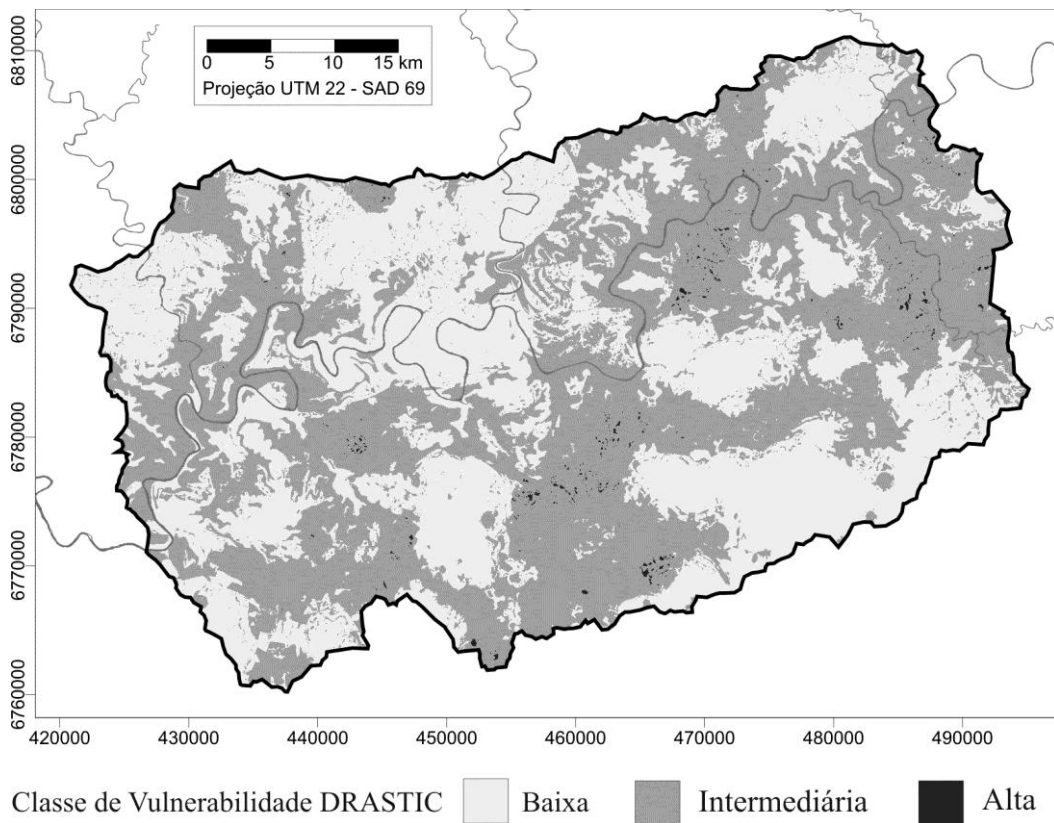 0 5 10 15 km
Projeção UTM 22 - SAD 69
6810000
6800000
6790000
6780000
6770000
6760000
420000 430000 440000 450000 460000 470000 480000 490000
Classe de Vulnerabilidade DRASTIC Baixa Intermediária Alta